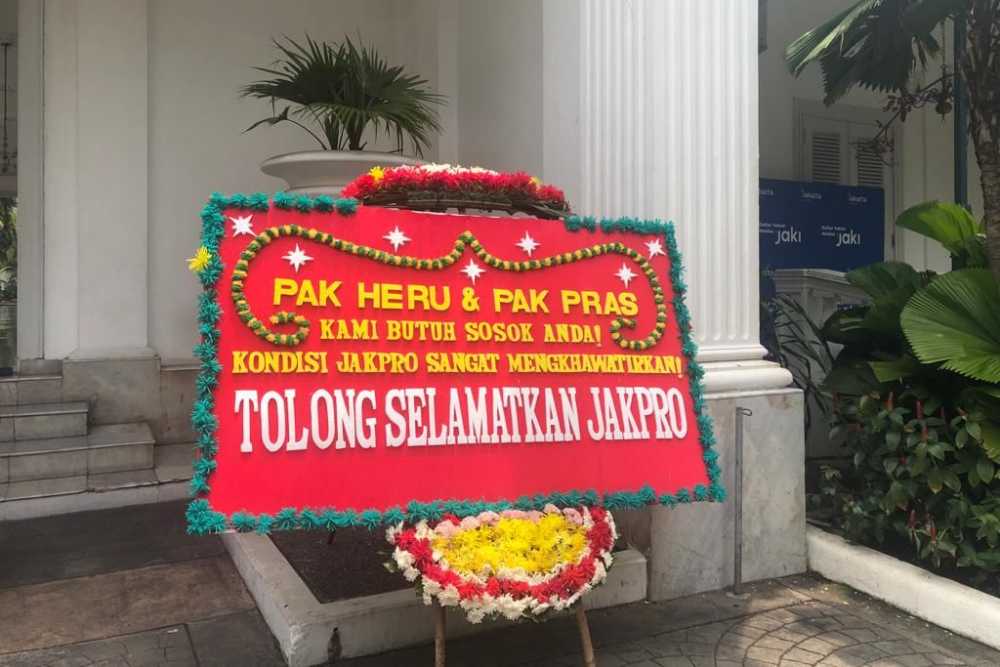 PAK HERU & PAK PRAS
KAMI BUTUH SOSOK ANDA!
KONDISI JAKPRO SANGAT MENGKHAWATIRKAN!
TOLONG SELAMATKAN JAKPRO
JAKI
JAKI